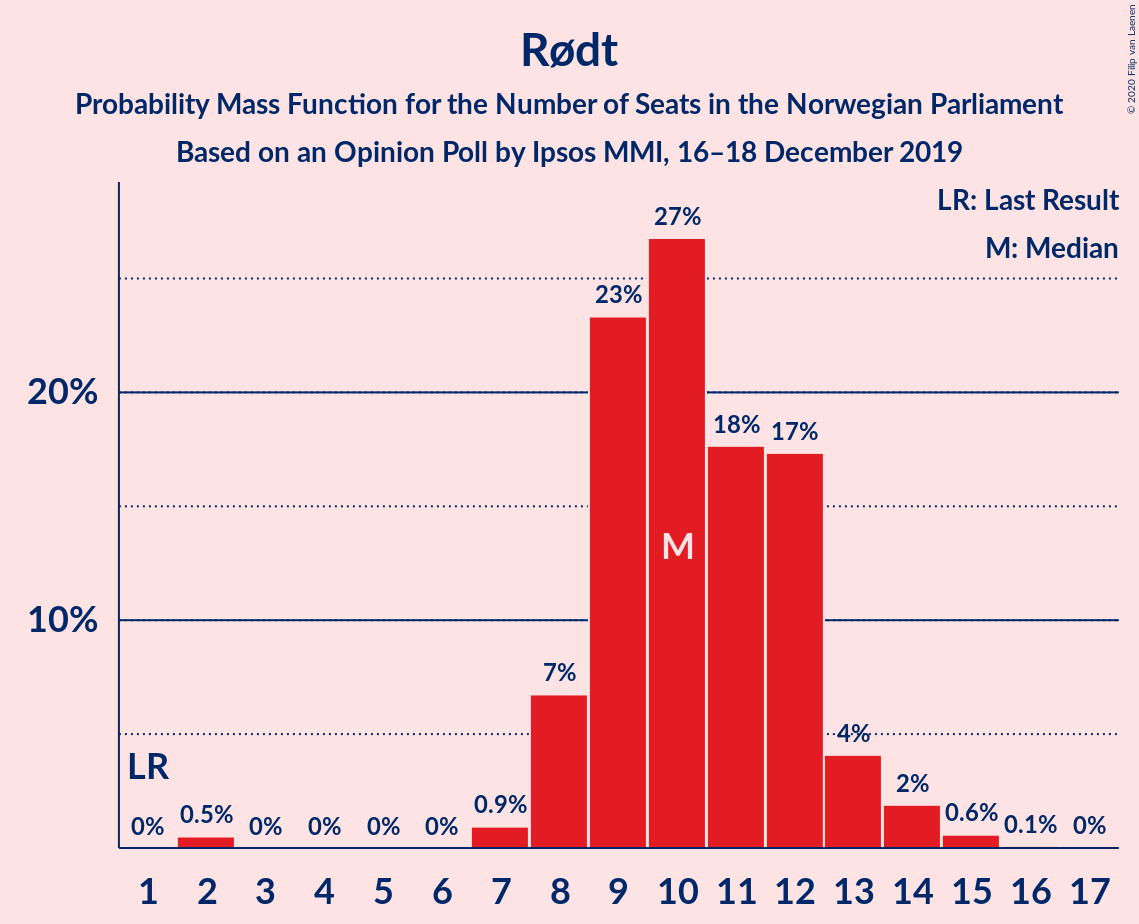 Rødt
Probability Mass Function for the Number of Seats in the Norwegian Parliament
Based on an Opinion Poll by Ipsos MMI, 16–18 December 2019
© 2020 Filip van Laenen
LR: Last Result
M: Median
20%
10%
LR
0%
0.5%
0%
0%
0%
0%
0.9%
7%
23%
27%
18%
17%
4%
2%
0.6%
0.1%
0%
M
1 2 3 4 5 6 7 8 9 10 11 12 13 14 15 16 17